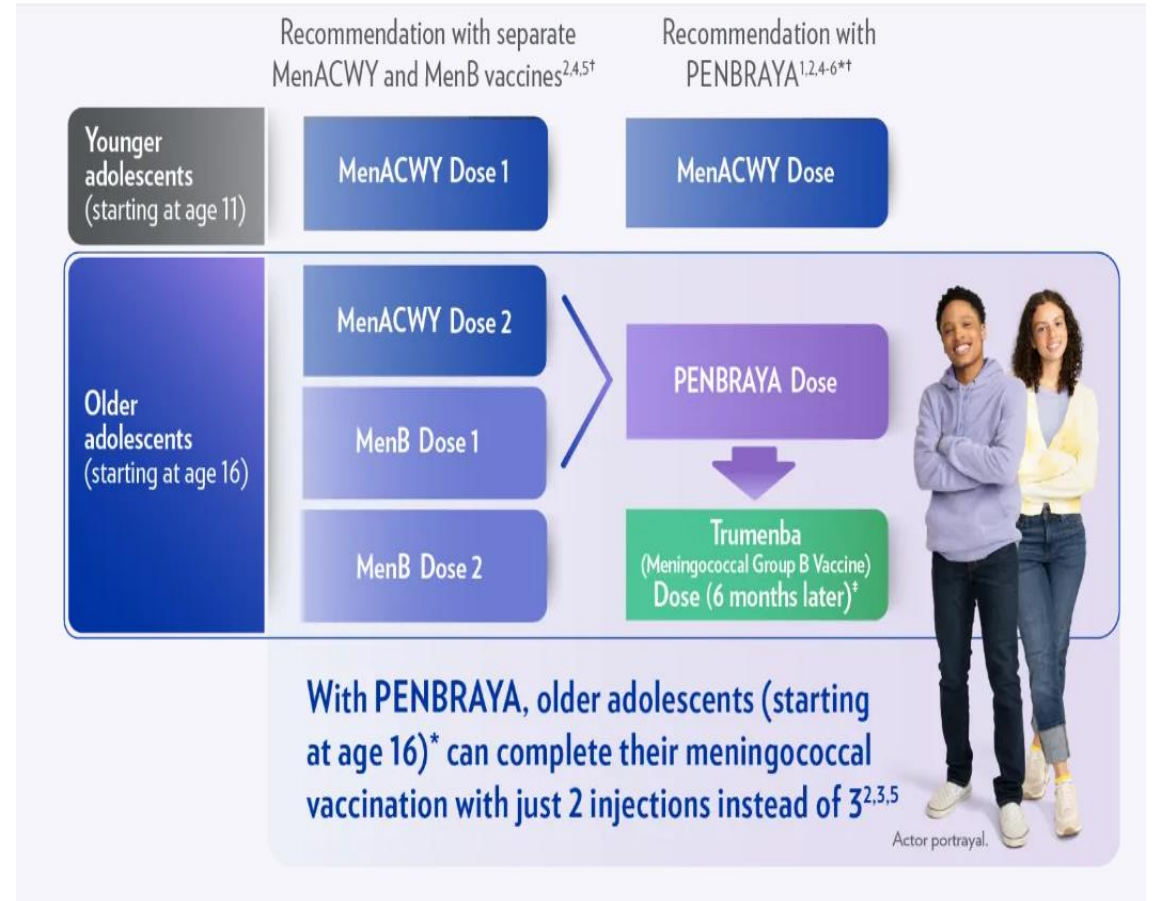 Recommendation with separate
MenACWY and MenB vaccines2,4,5†
Recommendation with
PENBRAYA1,2,4-6*†
Younger
adolescents
(starting at age 11)
MenACWY Dose 1
MenACWY Dose
Older
adolescents
(starting at age 16)
MenACWY Dose 2
MenB Dose 1
MenB Dose 2
PENBRAYA Dose
Trumenba
(Meningococcal Group B Vaccine)
Dose (6 months later)‡
With PENBRAYA, older adolescents (starting
at age 16)* can complete their meningococcal
vaccination with just 2 injections instead of 32,3,5
Actor portrayal.